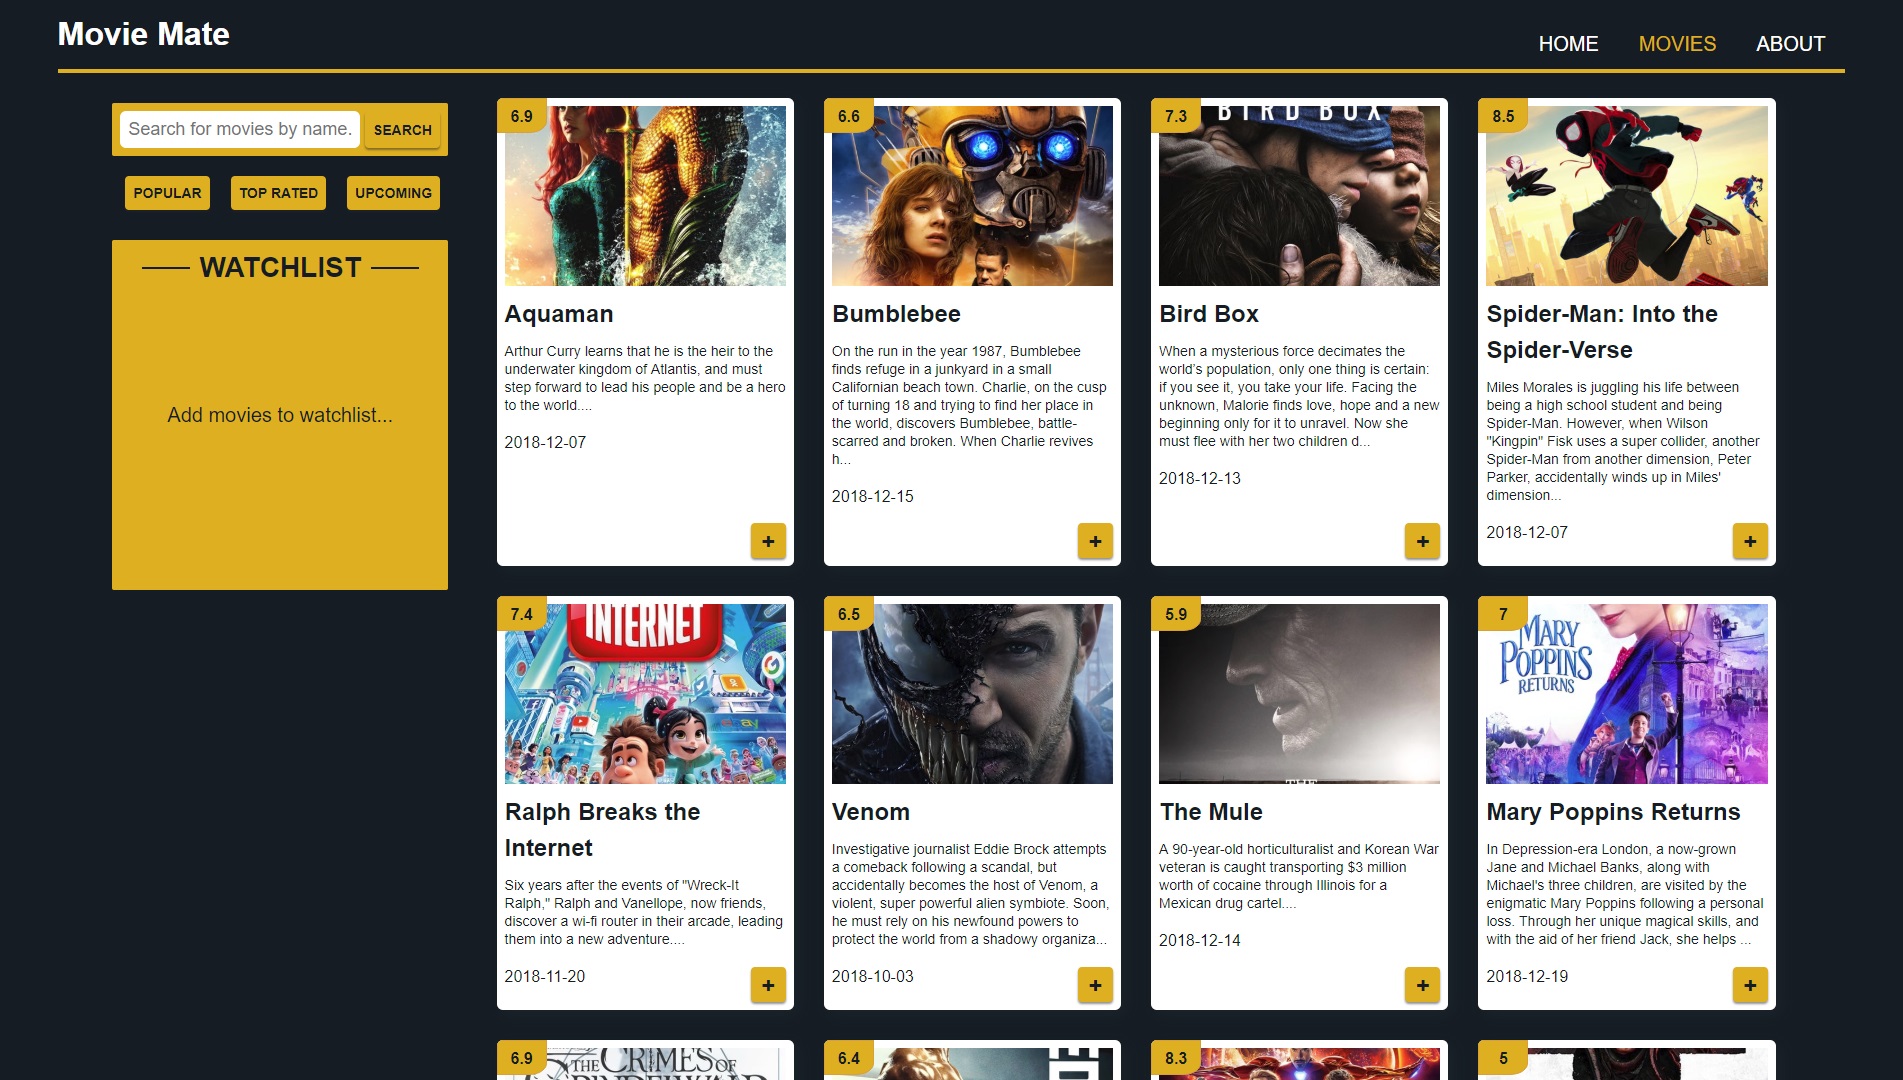 Movie Mate
HOME MOVIES ABOUT
Search for movies by name.
SEARCH
POPULAR TOP RATED UPCOMING
WATCHLIST
Add movies to watchlist...
6.9
Aquaman
Arthur Curry learns that he is the heir to the
underwater kingdom of Atlantis, and must
step forward to lead his people and be a hero
to the world....
2018-12-07
+
6.6
Bumblebee
On the run in the year 1987, Bumblebee
finds refuge in a junkyard in a small
Californian beach town. Charlie, on the cusp
of turning 18 and trying to find her place in
the world, discovers Bumblebee, battle-
scarred and broken. When Charlie revives
h...
2018-12-15
+
7.3
BIRD BOX
Bird Box
When a mysterious force decimates the
world’s population, only one thing is certain:
if you see it, you take your life. Facing the
unknown, Malorie finds love, hope and a new
beginning only for it to unravel. Now she
must flee with her two children d...
2018-12-13
+
8.5
Spider-Man: Into the
Spider-Verse
Miles Morales is juggling his life between
being a high school student and being
Spider-Man. However, when Wilson
"Kingpin" Fisk uses a super collider, another
Spider-Man from another dimension, Peter
Parker, accidentally winds up in Miles'
dimension...
2018-12-07
+
7.4
INTERNET
G
ebay
Ralph Breaks the
Internet
Six years after the events of "Wreck-It
Ralph," Ralph and Vanellope, now friends,
discover a wi-fi router in their arcade, leading
them into a new adventure....
2018-11-20
+
6.5
Venom
Investigative journalist Eddie Brock attempts
a comeback following a scandal, but
accidentally becomes the host of Venom, a
violent, super powerful alien symbiote. Soon,
he must rely on his newfound powers to
protect the world from a shadowy organiza...
2018-10-03
+
5.9
THE
The Mule
A 90-year-old horticulturalist and Korean War
veteran is caught transporting $3 million
worth of cocaine through Illinois for a
Mexican drug cartel....
2018-12-14
+
7
MARY
POPPINS
RETURNS
Mary Poppins Returns
In Depression-era London, a now-grown
Jane and Michael Banks, along with
Michael's three children, are visited by the
enigmatic Mary Poppins following a personal
loss. Through her unique magical skills, and
with the aid of her friend Jack, she helps ...
2018-12-19
+
6.9
THE CRIMES OF
6.4
8.3
5